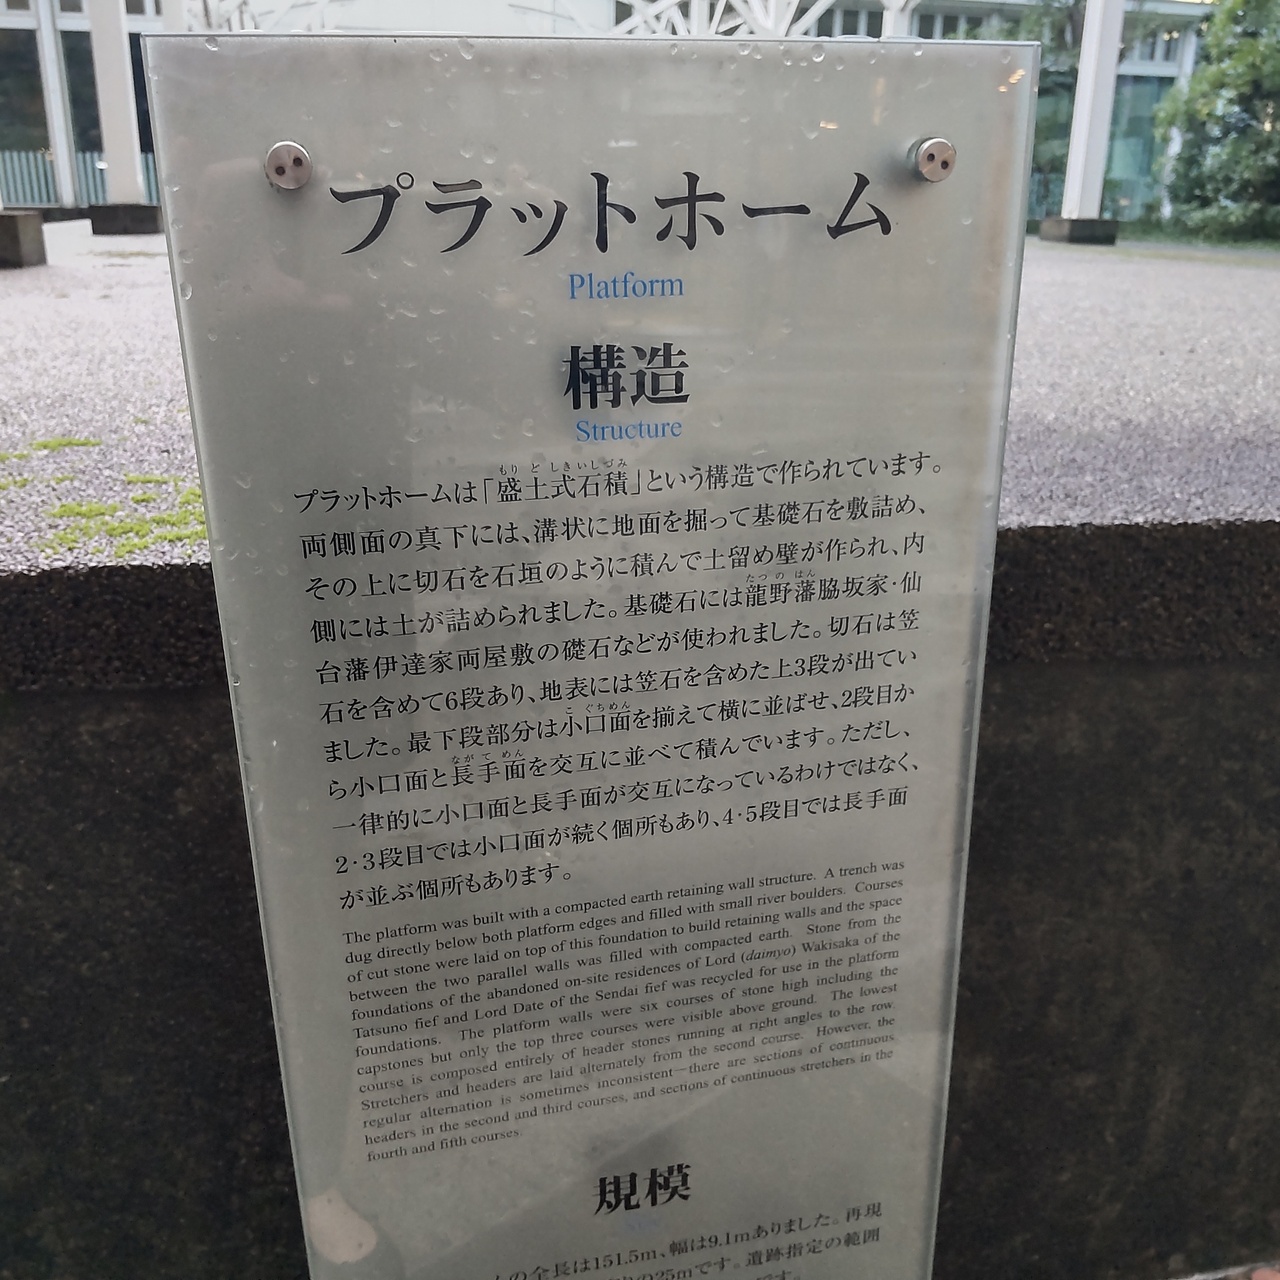 プラットホーム
Platform
構造
Structure
プラットホームは「盛土式石積」という構造で作られています。
もり ど しきいしづみ
両側面の真下には、溝状に地面を掘って基礎石を敷詰め、
その上に切石を石垣のように積んで土留め壁が作られ、内
側には土が詰められました。基礎石には龍野藩脇坂家・仙
たつ の はん
台藩伊達家両屋敷の礎石などが使われました。切石は笠
石を含めて6段あり、地表には笠石を含めた上3段が出てい
ました。最下段部分は小口面を揃えて横に並ばせ、2段目か
こ ぐちめん
ら小口面と長手面を交互に並べて積んでいます。ただし、
なが て めん
一律的に小口面と長手面が交互になっているわけではなく、
2・3段目では小口面が続く個所もあり、4・5段目では長手面
が並ぶ個所もあります。
The platform was built with a compacted earth retaining wall structure. A trench was
dug directly below both platform edges and filled with small river boulders. Courses
of cut stone were laid on top of this foundation to build retaining walls and the space
between the two parallel walls was filled with compacted earth. Stone from the
foundations of the abandoned on-site residences of Lord (daimyo) Wakisaka of the
Tatsuno fief and Lord Date of the Sendai fief was recycled for use in the platform
foundations. The platform walls were six courses of stone high including the
capstones but only the top three courses were visible above ground. The lowest
course is composed entirely of header stones running at right angles to the row.
Stretchers and headers are laid alternately from the second course. However, the
regular alternation is sometimes inconsistent—there are sections of continuous
headers in the second and third courses, and sections of continuous stretchers in the
fourth and fifth courses.
規模
の全長は151.5m、幅は9.1mありました。再現
の25mです。遺跡指定の範囲
です。